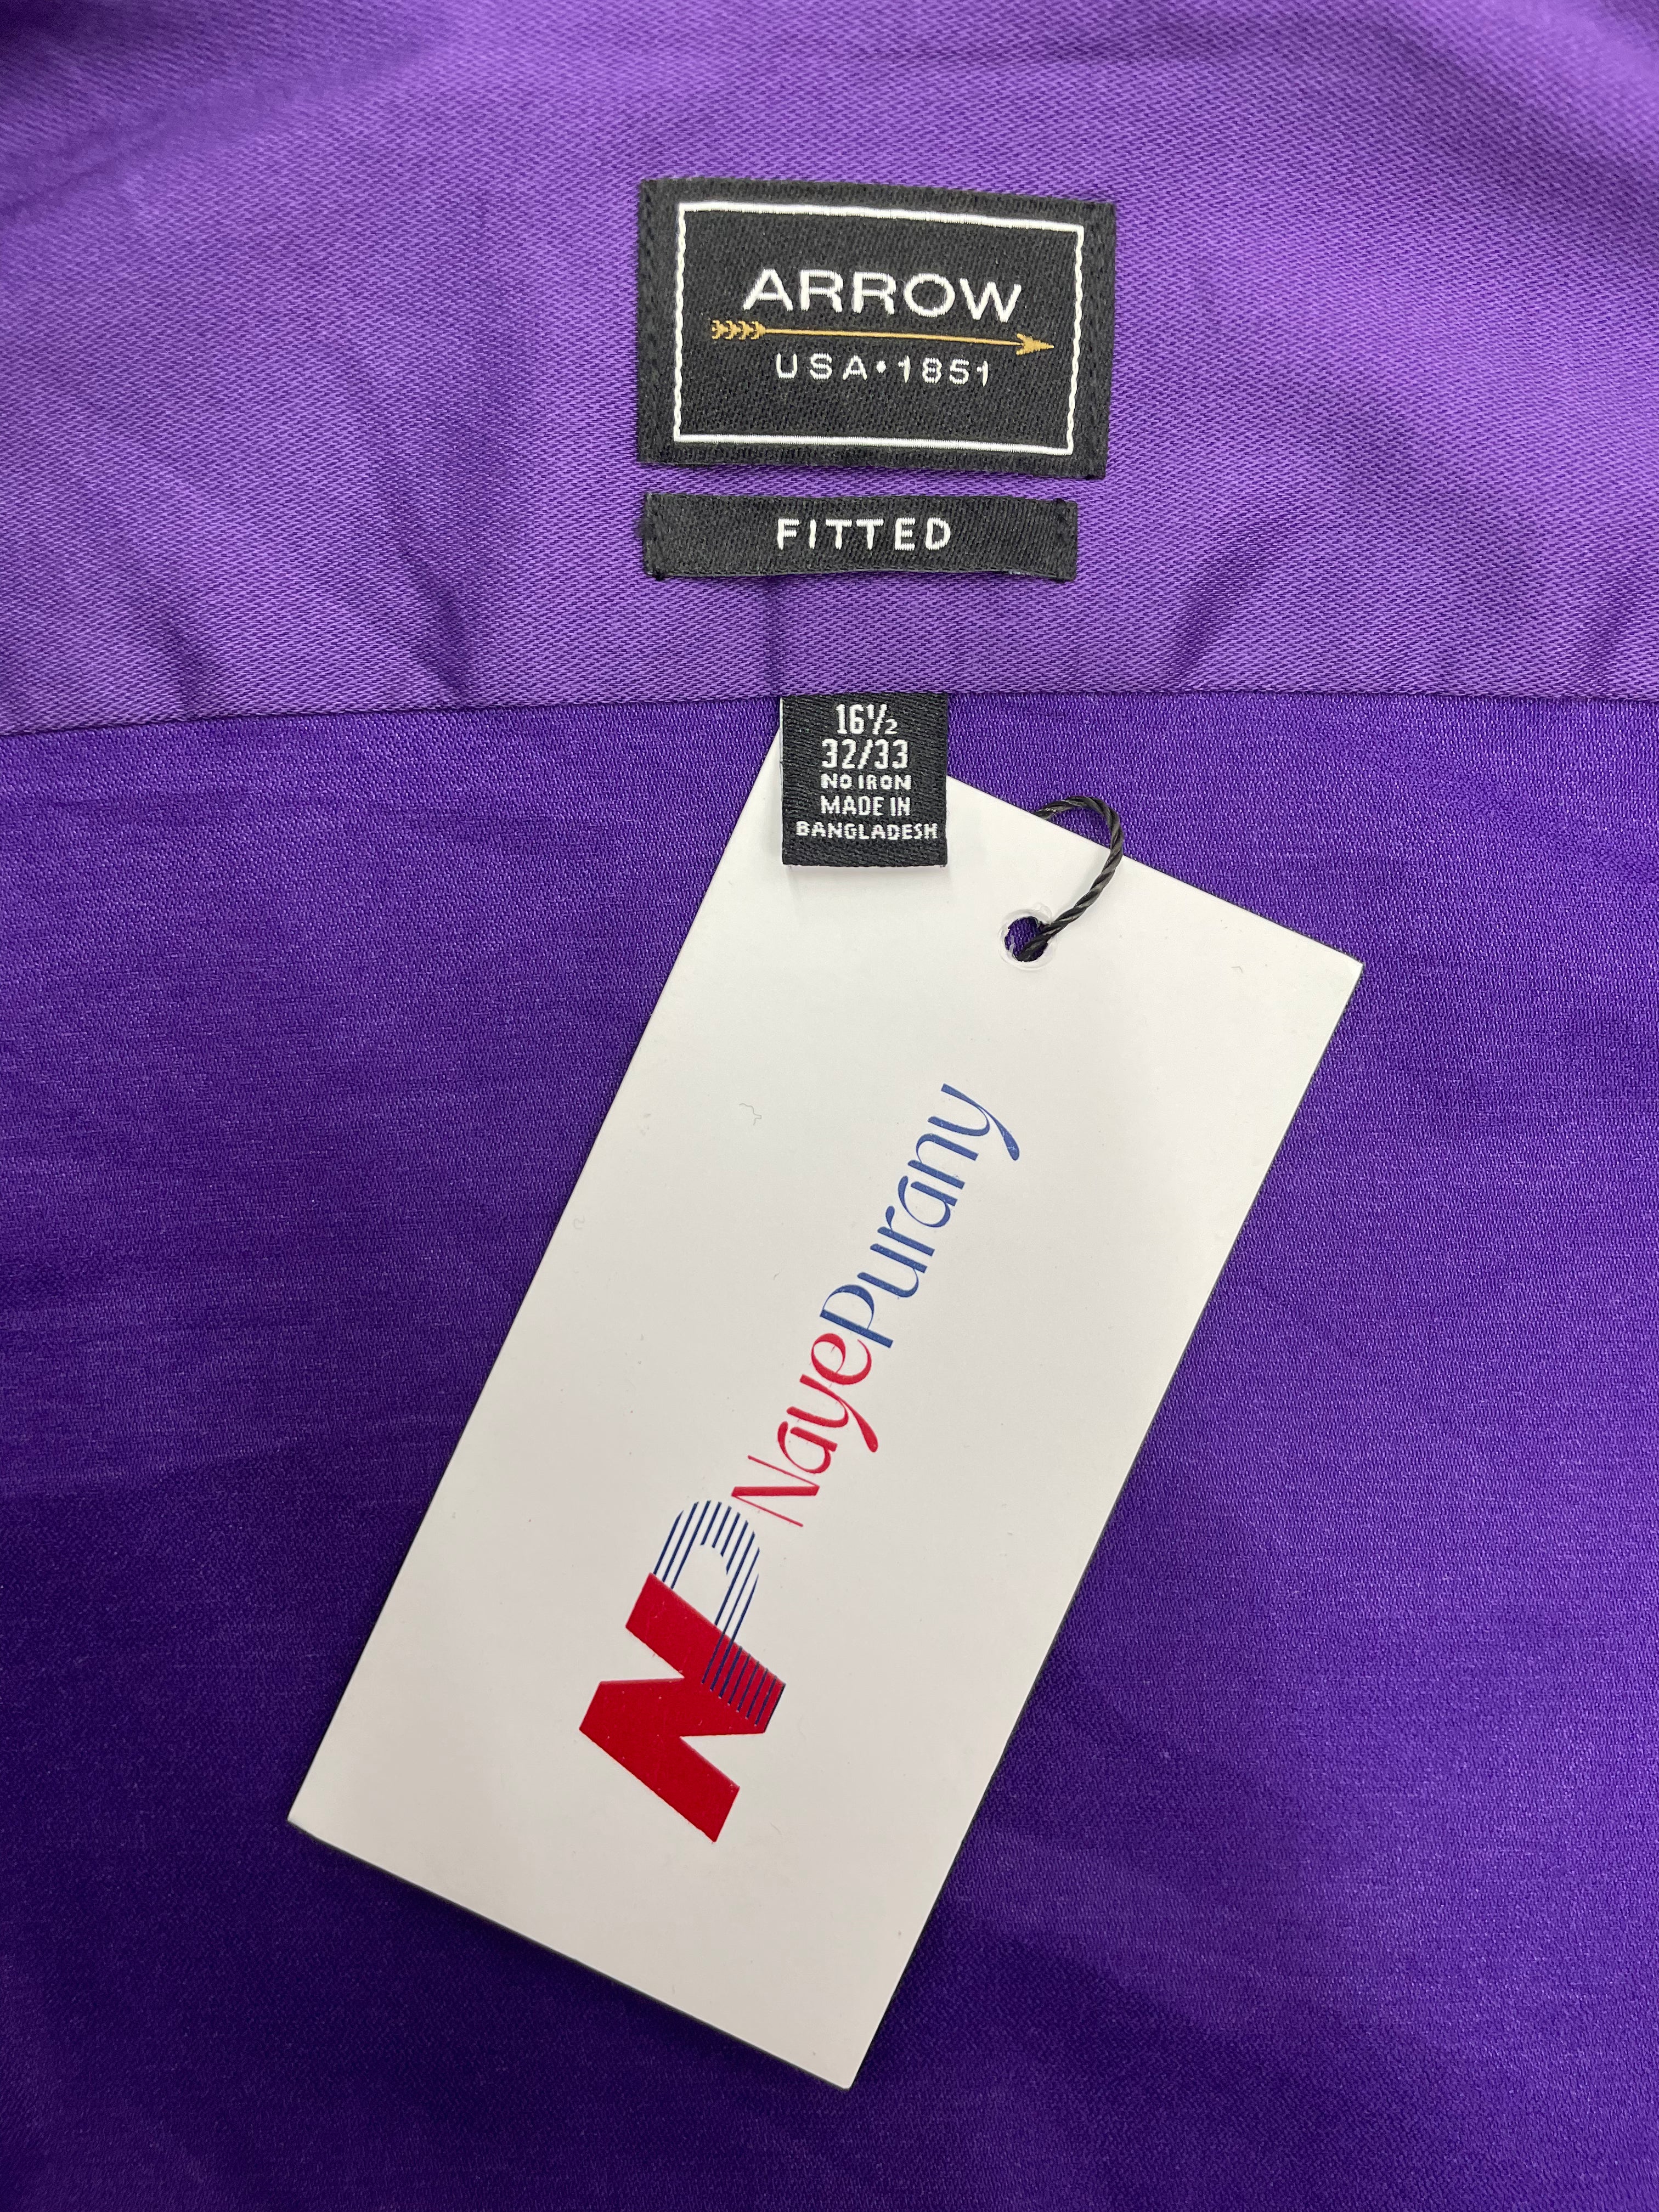 ARROW
USA•1851
FITTED
16½
32/33
NO IRON
MADE IN
BANGLADESH
NayePurany
NP